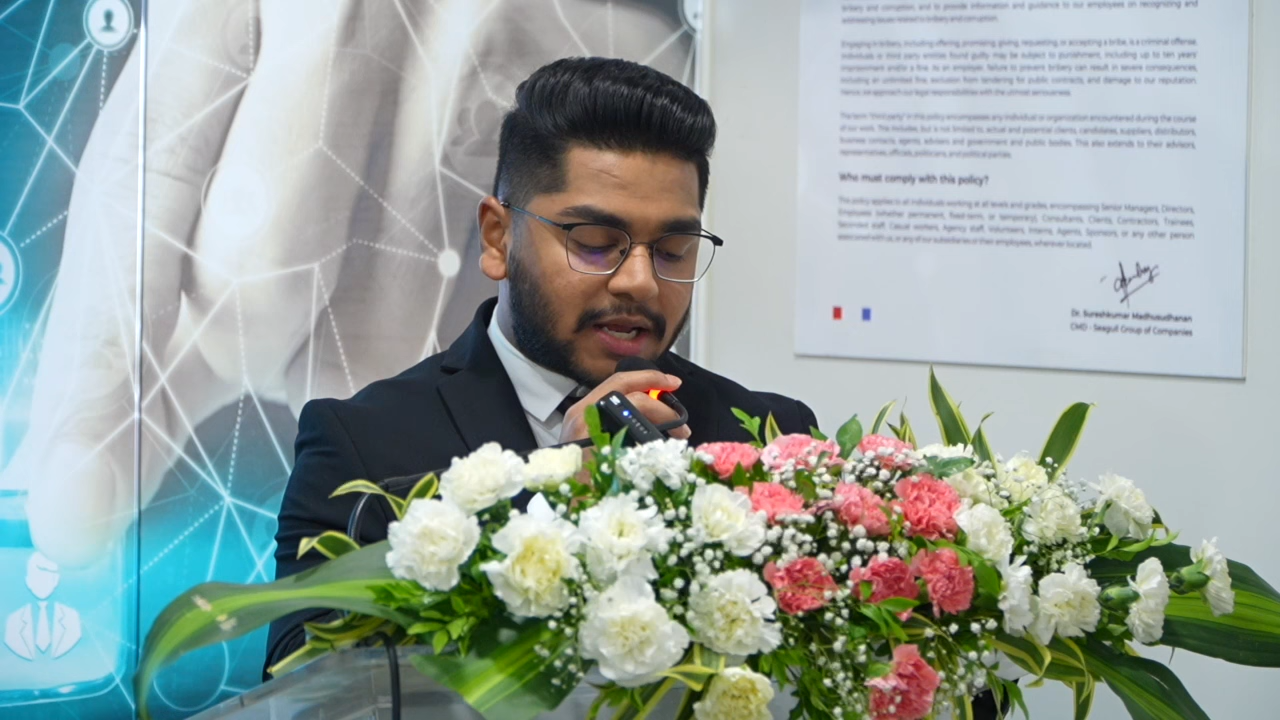 bribery and corruption, and to provide information and guidance to our employees on recognizing and
addressing issues related to bribery and corruption.
Engaging in bribery, including offering, promising, giving, requesting, or accepting a bribe, is a criminal offense.
Individuals or third party entities found guilty may be subject to punishment, including up to ten years'
imprisonment and/or a fine. As an employer, failure to prevent bribery can result in severe consequences,
including an unlimited fine, exclusion from tendering for public contracts, and damage to our reputation.
Hence, we approach our legal responsibilities with the utmost seriousness.
The term "third party" in this policy encompasses any individual or organization encountered during the course
of our work. This includes, but is not limited to, actual and potential clients, candidates, suppliers, distributors,
business contacts, agents, advisers and government and public bodies. This also extends to their advisors,
representatives, officials, politicians, and political parties.
Who must comply with this policy?
The policy applies to all individuals working at all levels and grades, encompassing Senior Managers, Directors,
Employees (whether permanent, fixed-term, or temporary), Consultants, Clients, Contractors, Trainees,
Seconded staff, Casual workers, Agency staff, Volunteers, Interns, Agents, Sponsors, or any other person
associated with us, or any of our subsidiaries or their employees, wherever located.
Dr. Sureshkumar Madhusudhanan
CMD - Seagull Group of Companies